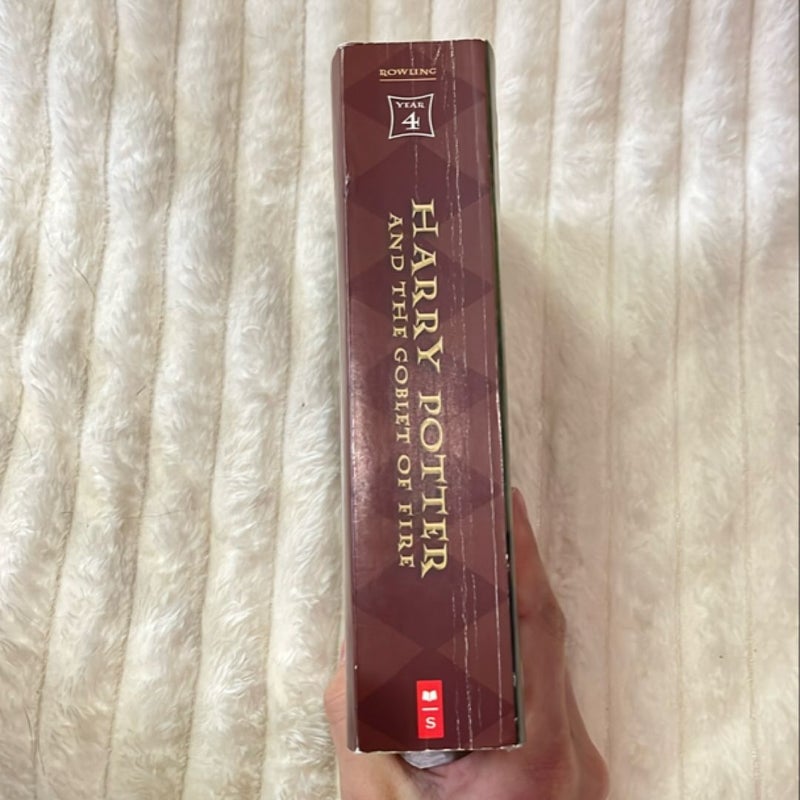 ROWLING
YEAR
4
HARRY POTTER
AND THE GOBLET OF FIRE
S